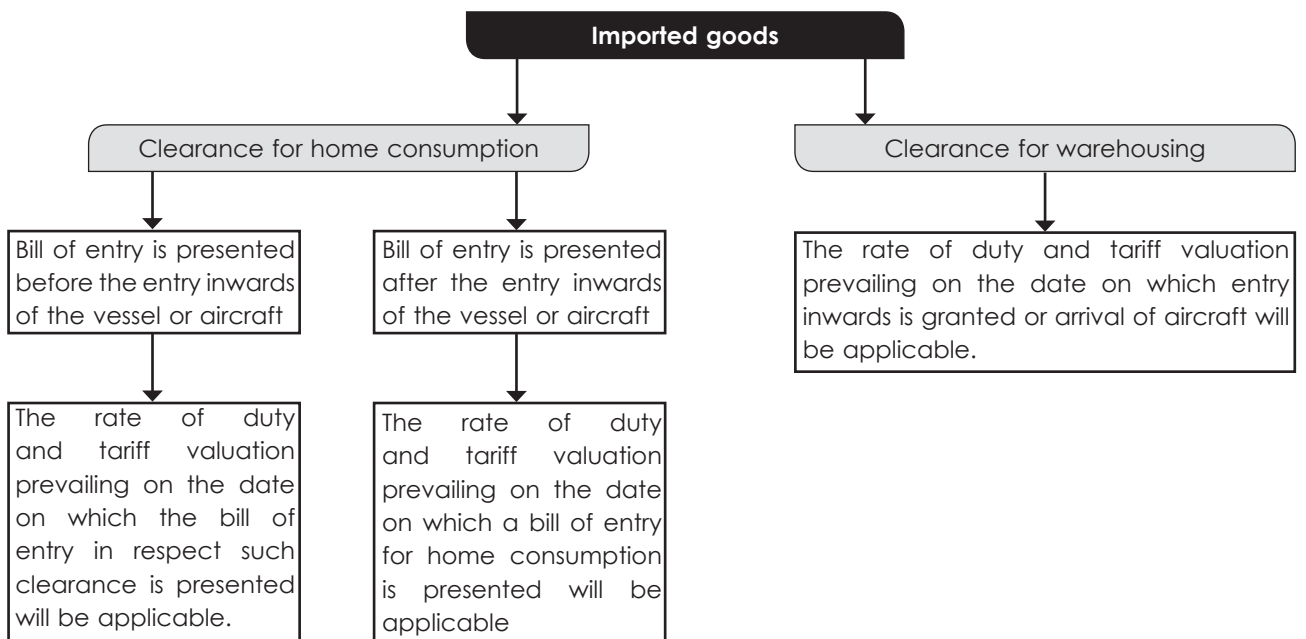 Imported goods
Clearance for home consumption
Clearance for warehousing
Bill of entry is presented
before the entry inwards
of the vessel or aircraft
Bill of entry is presented
after the entry inwards
of the vessel or aircraft
The rate of duty and tariff valuation
prevailing on the date on which entry
inwards is granted or arrival of aircraft will
be applicable.
The rate of duty
and tariff valuation
prevailing on the date
on which the bill of
entry in respect such
clearance is presented
will be applicable.
The rate of duty
and tariff valuation
prevailing on the date
on which a bill of entry
for home consumption
is presented will be
applicable